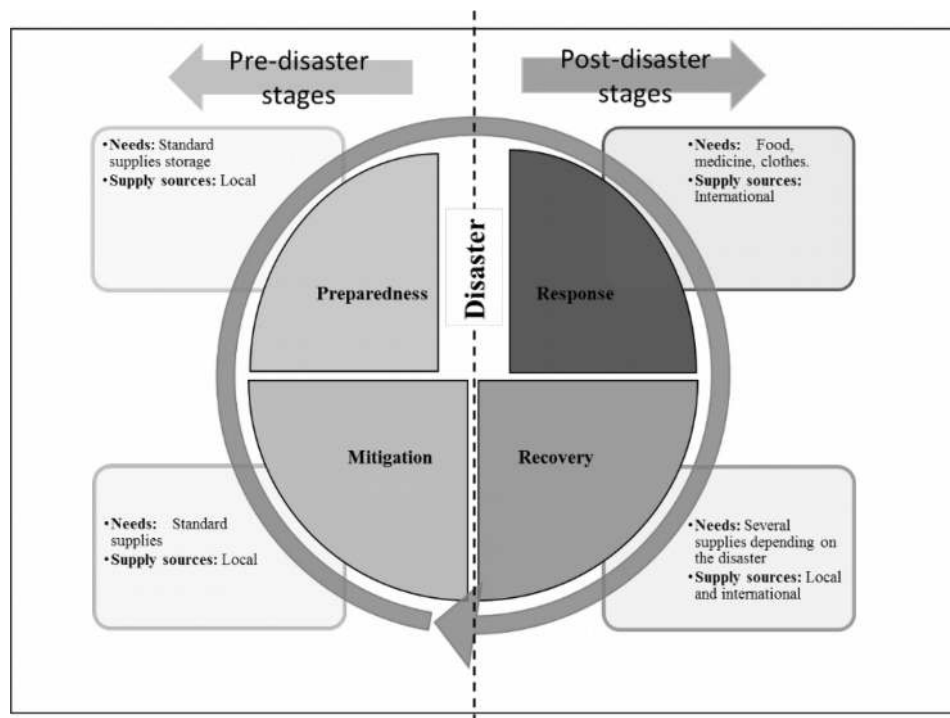 Pre-disaster
stages
Post-disaster
stages
•Needs: Standard
supplies storage
•Supply sources: Local
•Needs: Food,
medicine, clothes.
•Supply sources:
International
Disaster
Preparedness
Response
Mitigation
Recovery
•Needs: Standard
supplies
•Supply sources: Local
•Needs: Several
supplies depending on
the disaster
•Supply sources: Local
and international